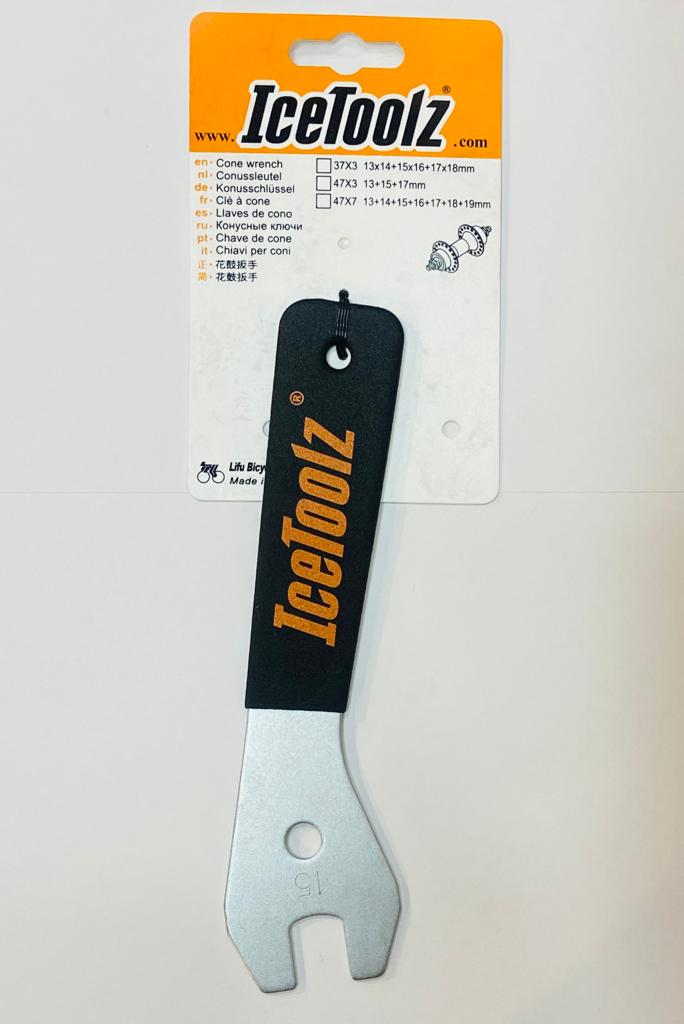 IceToolz®
www. .com
en› Cone wrench
nl› Conussleutel
de› Konusschlüssel
fr› Clé à cone
es› Llaves de cono
ru› Конусные ключи
pt› Chave de cone
it› Chiavi per coni
正› 花鼓扳手
简› 花鼓扳手
37X3 13x14+15x16+17x18mm
47X3 13+15+17mm
47X7 13+14+15+16+17+18+19mm
Lifu Bicy
Made i
IceToolz®
15